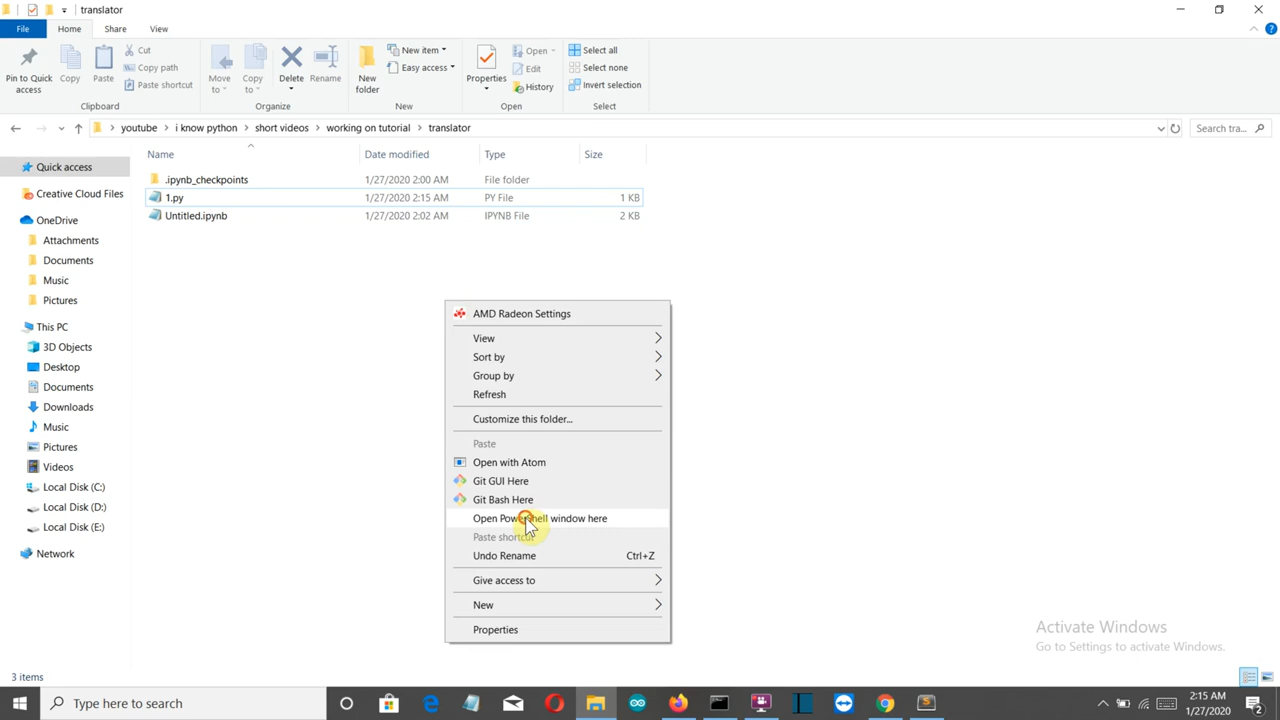 translator
File Home Share View
Pin to Quick access
Copy
Paste
Cut
Copy path
Paste shortcut
Clipboard
Move to
Copy to
Delete
Rename
Organize
New folder
New item
Easy access
New
Properties
Open
Edit
History
Open
Select all
Select none
Invert selection
Select
youtube > i know python > short videos > working on tutorial > translator
Search tra...
Name Date modified Type Size
.ipynb_checkpoints 1/27/2020 2:00 AM File folder
1.py 1/27/2020 2:15 AM PY File 1 KB
Untitled.ipynb 1/27/2020 2:02 AM IPYNB File 2 KB
Quick access
Creative Cloud Files
OneDrive
Attachments
Documents
Music
Pictures
This PC
3D Objects
Desktop
Documents
Downloads
Music
Pictures
Videos
Local Disk (C:)
Local Disk (D:)
Local Disk (E:)
Network
AMD Radeon Settings
View
Sort by
Group by
Refresh
Customize this folder...
Paste
Open with Atom
Git GUI Here
Git Bash Here
Open PowerShell window here
Paste shortcut
Undo Rename Ctrl+Z
Give access to
New
Properties
Activate Windows
Go to Settings to activate Windows.
3 items
Type here to search
2:15 AM
1/27/2020
2